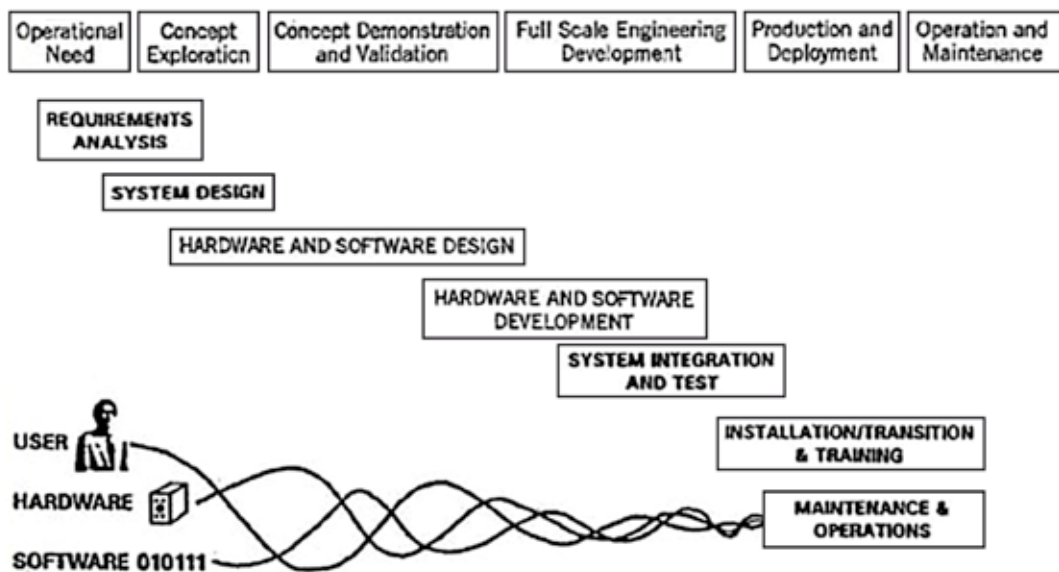 Operational
Need
Concept
Exploration
Concept Demonstration
and Validation
Full Scale Engineering
Development
Production and
Deployment
Operation and
Maintenance
REQUIREMENTS
ANALYSIS
SYSTEM DESIGN
HARDWARE AND SOFTWARE DESIGN
HARDWARE AND SOFTWARE
DEVELOPMENT
SYSTEM INTEGRATION
AND TEST
INSTALLATION/TRANSITION
& TRAINING
USER
HARDWARE
MAINTENANCE &
OPERATIONS
SOFTWARE 010111